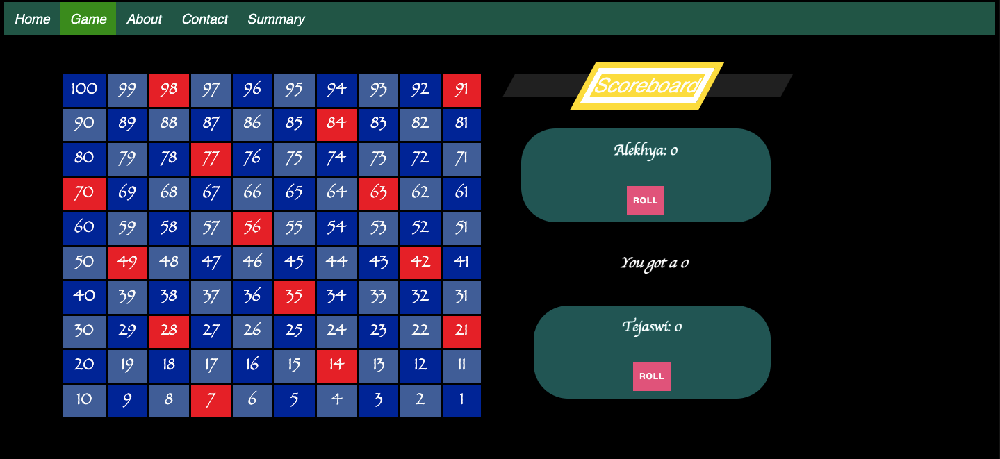 Home Game About Contact Summary
Scoreboard
100 99 98 97 96 95 94 93 92 91
90 89 88 87 86 85 84 83 82 81
80 79 78 77 76 75 74 73 72 71
70 69 68 67 66 65 64 63 62 61
60 59 58 57 56 55 54 53 52 51
50 49 48 47 46 45 44 43 42 41
40 39 38 37 36 35 34 33 32 31
30 29 28 27 26 25 24 23 22 21
20 19 18 17 16 15 14 13 12 11
10 9 8 7 6 5 4 3 2 1
Alekhya: 0
ROLL
You got a 0
Tejaswi: 0
ROLL